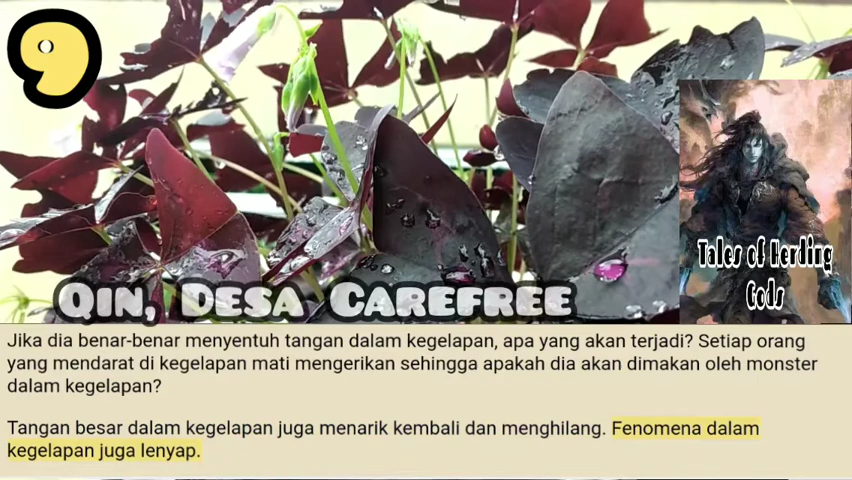 9
QIN, DESA CAREFREE
Tales of Herding
Gods
Jika dia benar-benar menyentuh tangan dalam kegelapan, apa yang akan terjadi? Setiap orang
yang mendarat di kegelapan mati mengerikan sehingga apakah dia akan dimakan oleh monster
dalam kegelapan?
Tangan besar dalam kegelapan juga menarik kembali dan menghilang. Fenomena dalam
kegelapan juga lenyap.